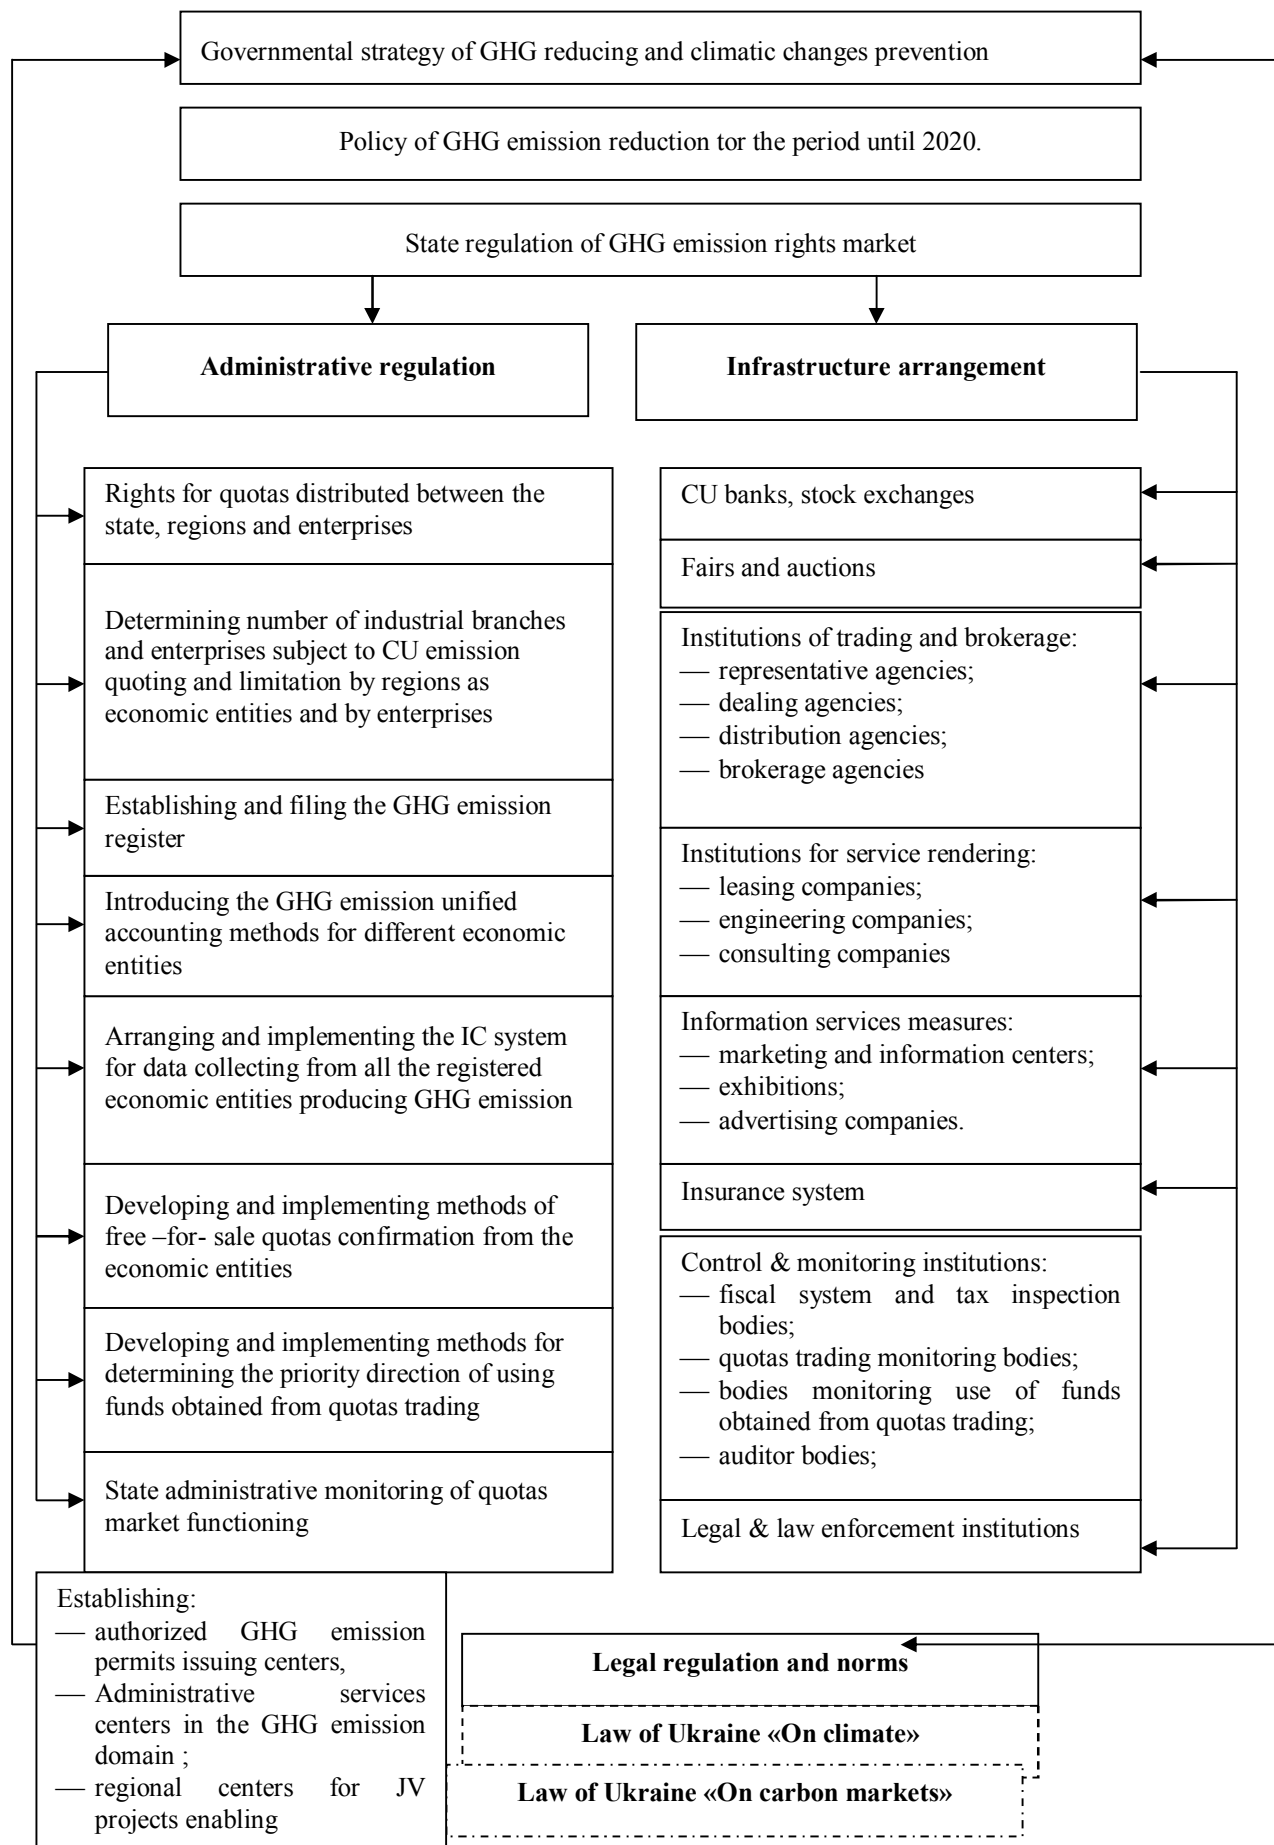 Governmental strategy of GHG reducing and climatic changes prevention
Policy of GHG emission reduction tor the period until 2020.
State regulation of GHG emission rights market
Administrative regulation
Infrastructure arrangement
Rights for quotas distributed between the
state, regions and enterprises
Determining number of industrial branches
and enterprises subject to CU emission
quoting and limitation by regions as
economic entities and by enterprises
Establishing and filing the GHG emission
register
Introducing the GHG emission unified
accounting methods for different economic
entities
Arranging and implementing the IC system
for data collecting from all the registered
economic entities producing GHG emission
Developing and implementing methods of
free –for- sale quotas confirmation from the
economic entities
Developing and implementing methods for
determining the priority direction of using
funds obtained from quotas trading
State administrative monitoring of quotas
market functioning
CU banks, stock exchanges
Fairs and auctions
Institutions of trading and brokerage:
— representative agencies;
— dealing agencies;
— distribution agencies;
— brokerage agencies
Institutions for service rendering:
— leasing companies;
— engineering companies;
— consulting companies
Information services measures:
— marketing and information centers;
— exhibitions;
— advertising companies.
Insurance system
Control & monitoring institutions:
— fiscal system and tax inspection
bodies;
— quotas trading monitoring bodies;
— bodies monitoring use of funds
obtained from quotas trading;
— auditor bodies;
Legal & law enforcement institutions
Establishing:
— authorized GHG emission
permits issuing centers,
— Administrative services
centers in the GHG emission
domain ;
— regional centers for JV
projects enabling
Legal regulation and norms
Law of Ukraine «On climate»
Law of Ukraine «On carbon markets»